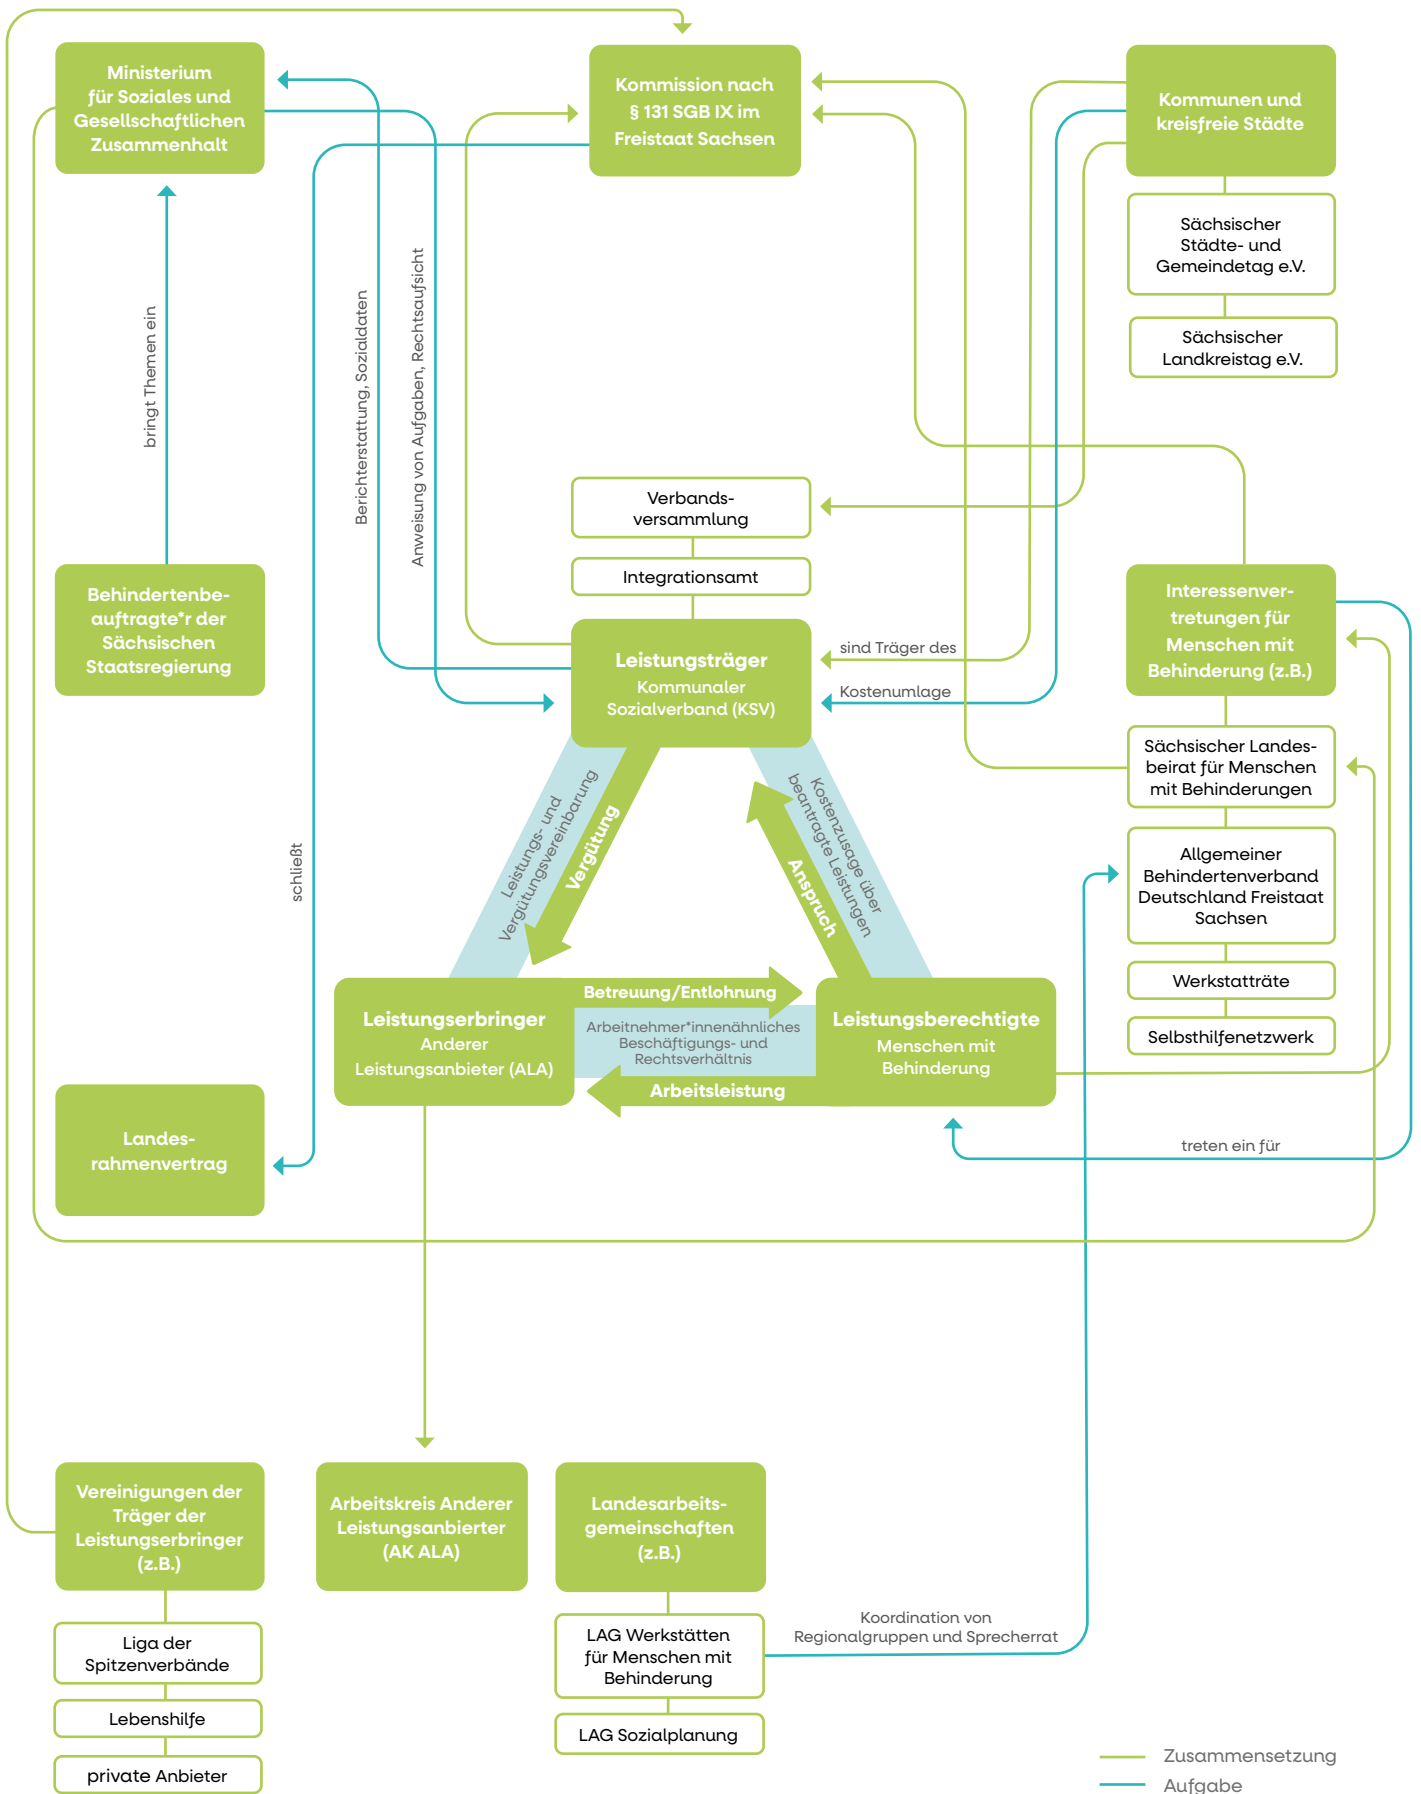 Ministerium
für Soziales und
Gesellschaftlichen
Zusammenhalt
Kommission nach
§ 131 SGB IX im
Freistaat Sachsen
Kommunen und
kreisfreie Städte
Sächsischer
Städte- und
Gemeindetag e.V.
Sächsischer
Landkreistag e.V.
bringt Themen ein
Berichterstattung, Sozialdaten
Anweisung von Aufgaben, Rechtsaufsicht
Verbands-
versammlung
Integrationsamt
Behindertenbe-
auftragte*r der
Sächsischen
Staatsregierung
Leistungsträger
Kommunaler
Sozialverband (KSV)
sind Träger des
Kostenumlage
Interessenver-
tretungen für
Menschen mit
Behinderung (z.B.)
Sächsischer Landes-
beirat für Menschen
mit Behinderungen
Allgemeiner
Behindertenverband
Deutschland Freistaat
Sachsen
Werkstatträte
Selbsthilfenetzwerk
schließt
Leistungs- und
Vergütungsvereinbarung
Vergütung
Kostenzusage über
beantragte Leistungen
Anspruch
Leistungserbringer
Anderer
Leistungsanbieter (ALA)
Betreuung/Entlohnung
Arbeitnehmer*innenähnliches
Beschäftigungs- und
Rechtsverhältnis
Arbeitsleistung
Leistungsberechtigte
Menschen mit
Behinderung
treten ein für
Landes-
rahmenvertrag
Vereinigungen der
Träger der
Leistungserbringer
(z.B.)
Liga der
Spitzenverbände
Lebenshilfe
private Anbieter
Arbeitskreis Anderer
Leistungsanbierter
(AK ALA)
Landesarbeits-
gemeinschaften
(z.B.)
LAG Werkstätten
für Menschen mit
Behinderung
LAG Sozialplanung
Koordination von
Regionalgruppen und Sprecherrat
Zusammensetzung
Aufgabe